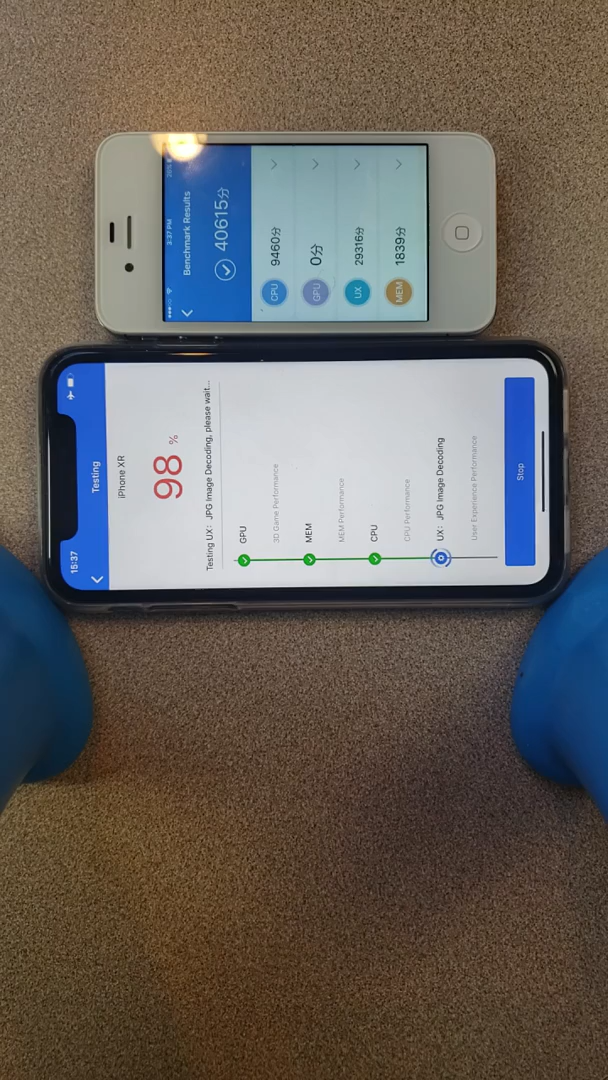 3:37 PM
Benchmark Results
40615分
CPU 9460分
GPU 0分
UX 29316分
MEM 1839分
15:37
Testing
iPhone XR
98 %
Testing UX: JPG Image Decoding, please wait...
GPU
3D Game Performance
MEM
MEM Performance
CPU
CPU Performance
UX: JPG Image Decoding
User Experience Performance
Stop